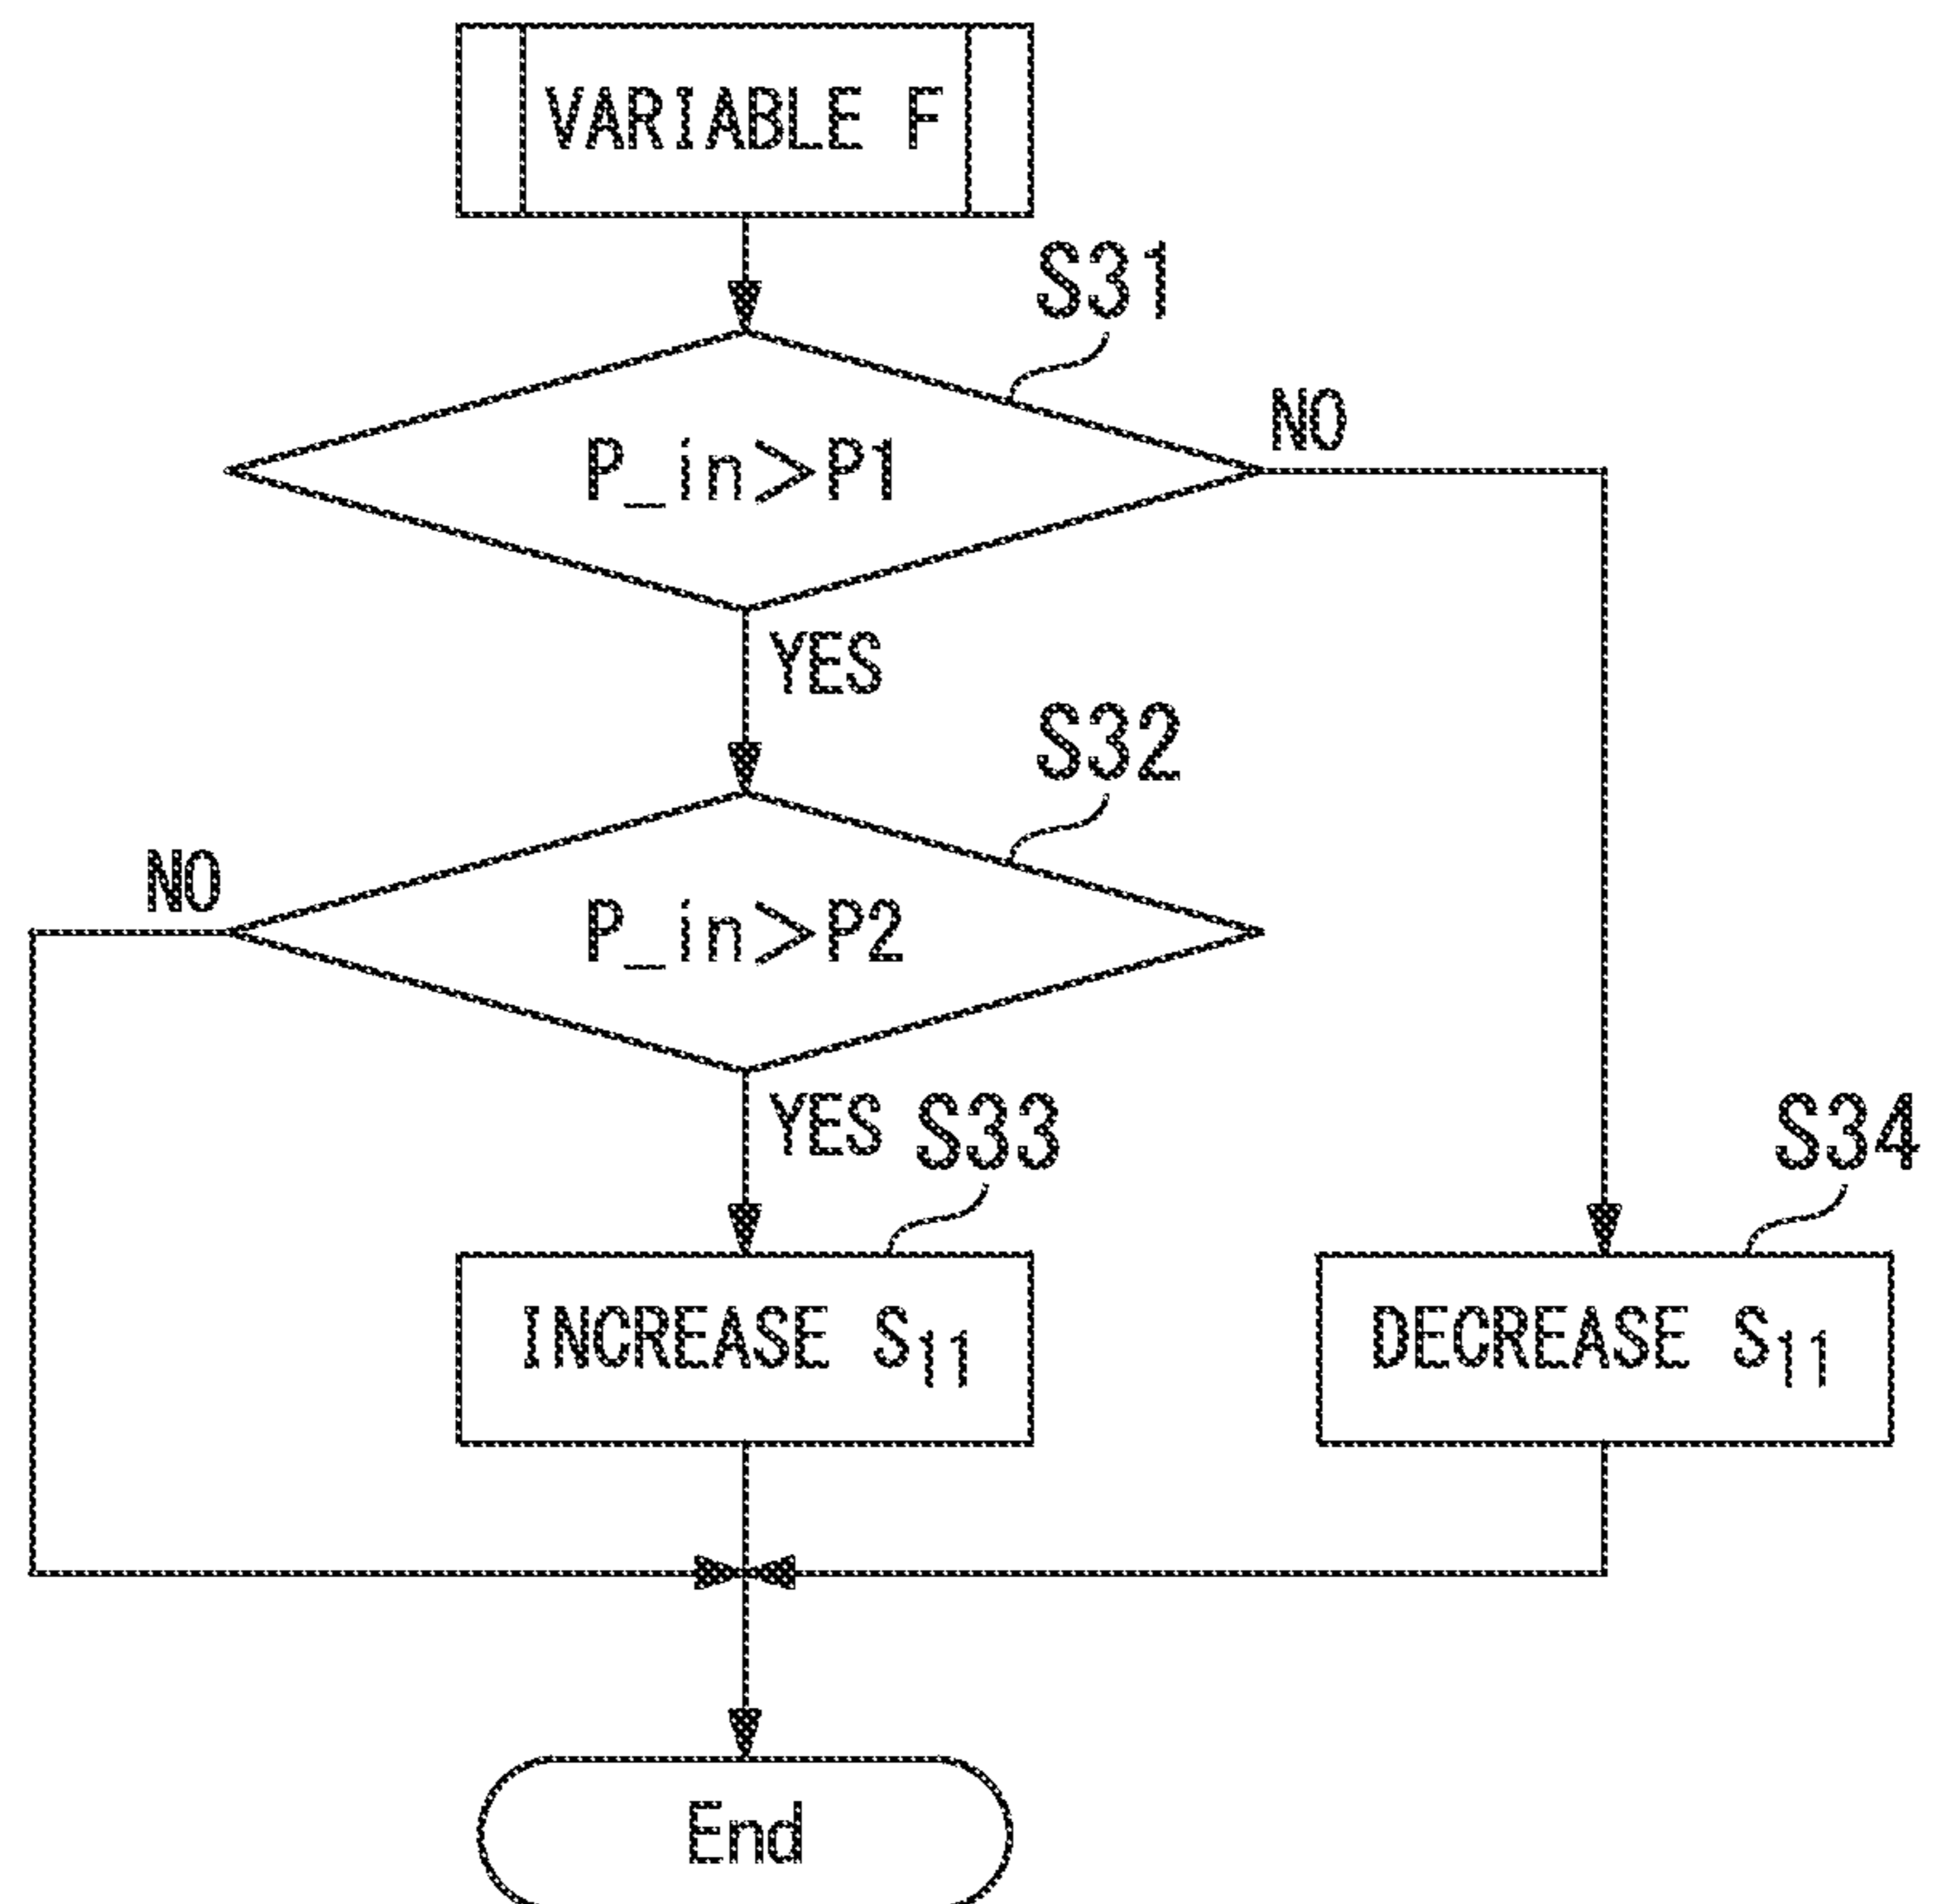 VARIABLE F
S31
P_in>P1
NO
YES
S32
NO
P_in>P2
YES
S33
S34
INCREASE S11
DECREASE S11
End